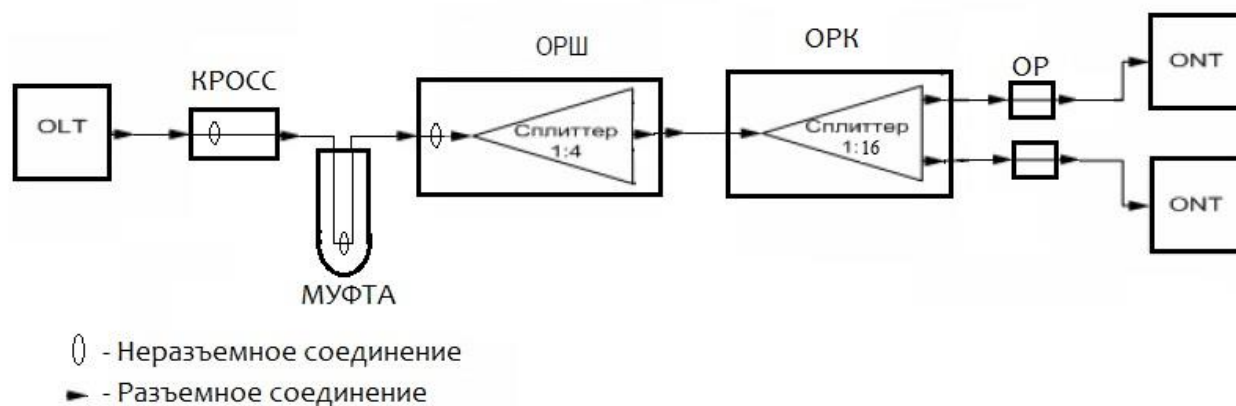 OLT
КРОСС
МУФТА
ОРШ
Сплиттер
1:4
ОРК
Сплиттер
1:16
ОР
ONT
ONT
- Неразъемное соединение
- Разъемное соединение